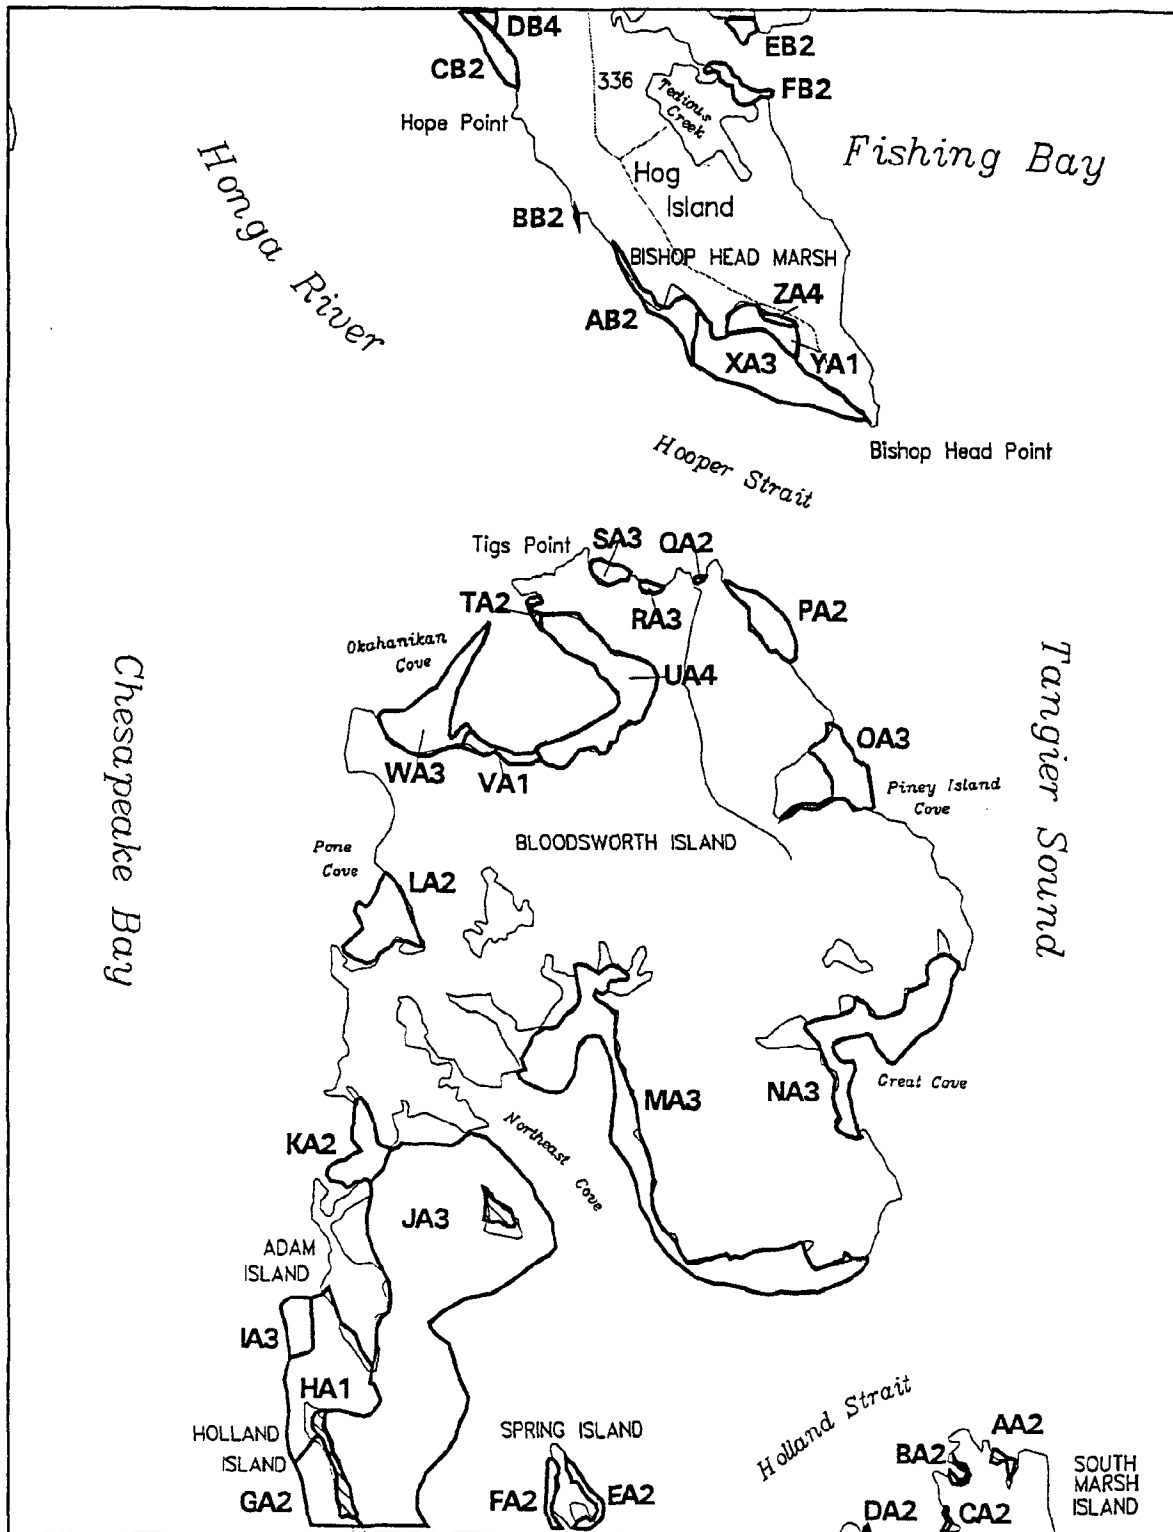 DB4
EB2
CB2
336
Tedious
Creek
FB2
Hope Point
Fishing Bay
Honga River
Hog
Island
BB2
BISHOP HEAD MARSH
ZA4
AB2
XA3
YA1
Bishop Head Point
Hooper Strait
Tigs Point
SA3
QA2
TA2
RA3
PA2
Okahanikan
Cove
UA4
Chesapeake Bay
Tangier Sound
OA3
WA3
VA1
Piney Island
Cove
BLOODSWORTH ISLAND
Pone
Cove
LA2
MA3
NA3
Great Cove
Northeast Cove
KA2
JA3
ADAM
ISLAND
IA3
HA1
HOLLAND
ISLAND
SPRING ISLAND
Holland Strait
AA2
BA2
SOUTH
MARSH
ISLAND
GA2
FA2
EA2
DA2
CA2